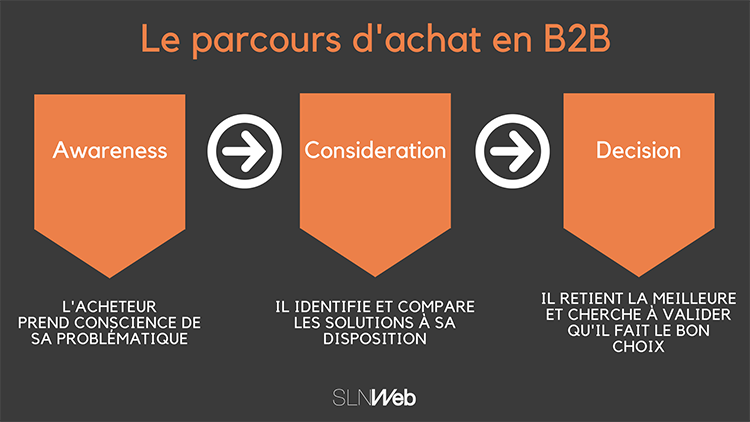 Le parcours d'achat en B2B
Awareness
Consideration
Decision
L'ACHETEUR
PREND CONSCIENCE DE
SA PROBLÉMATIQUE
IL IDENTIFIE ET COMPARE
LES SOLUTIONS À SA
DISPOSITION
IL RETIENT LA MEILLEURE
ET CHERCHE À VALIDER
QU'IL FAIT LE BON
CHOIX
SLNWeb